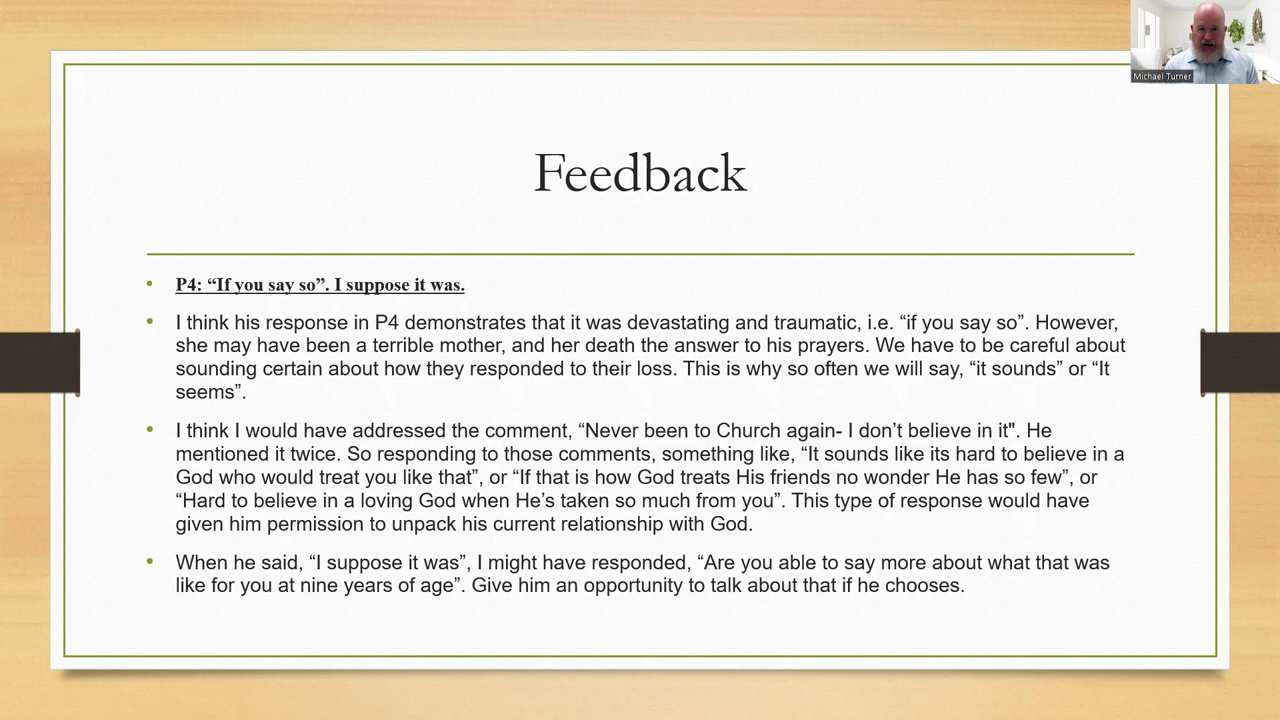 Michael Turner
Feedback
• P4: “If you say so”. I suppose it was.
• I think his response in P4 demonstrates that it was devastating and traumatic, i.e. “if you say so”. However,
she may have been a terrible mother, and her death the answer to his prayers. We have to be careful about
sounding certain about how they responded to their loss. This is why so often we will say, “it sounds” or “It
seems”.
• I think I would have addressed the comment, “Never been to Church again- I don’t believe in it". He
mentioned it twice. So responding to those comments, something like, “It sounds like its hard to believe in a
God who would treat you like that”, or “If that is how God treats His friends no wonder He has so few”, or
“Hard to believe in a loving God when He’s taken so much from you”. This type of response would have
given him permission to unpack his current relationship with God.
• When he said, “I suppose it was”, I might have responded, “Are you able to say more about what that was
like for you at nine years of age”. Give him an opportunity to talk about that if he chooses.